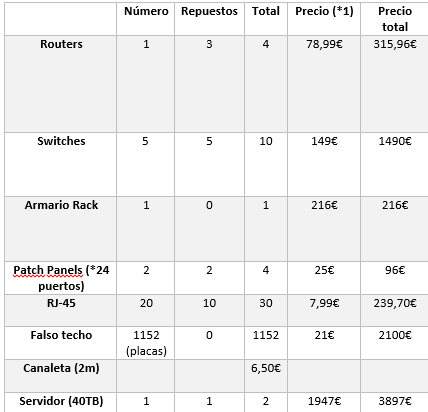 Número Repuestos Total Precio (*1) Precio total
Routers 1 3 4 78,99€ 315,96€
Switches 5 5 10 149€ 1490€
Armario Rack 1 0 1 216€ 216€
Patch Panels (*24 puertos) 2 2 4 25€ 96€
RJ-45 20 10 30 7,99€ 239,70€
Falso techo 1152 (placas) 0 1152 21€ 2100€
Canaleta (2m) 6,50€
Servidor (40TB) 1 1 2 1947€ 3897€